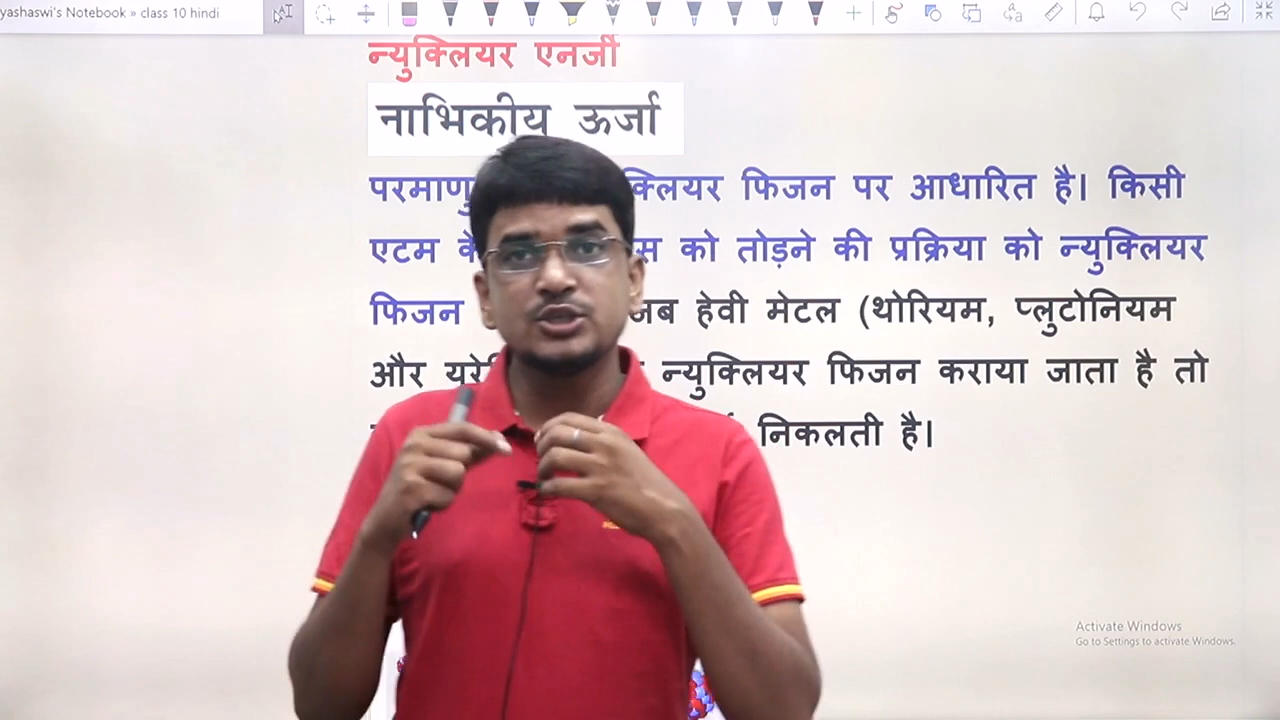 yashaswi's Notebook » class 10 hindi
न्युक्लियर एनर्जी
नाभिकीय ऊर्जा
परमाणु क्लियर फिजन पर आधारित है। किसी
एटम के स को तोड़ने की प्रक्रिया को न्युक्लियर
फिजन जब हेवी मेटल (थोरियम, प्लुटोनियम
और न्युक्लियर फिजन कराया जाता है तो
निकलती है।
Activate Windows
Go to Settings to activate Windows.